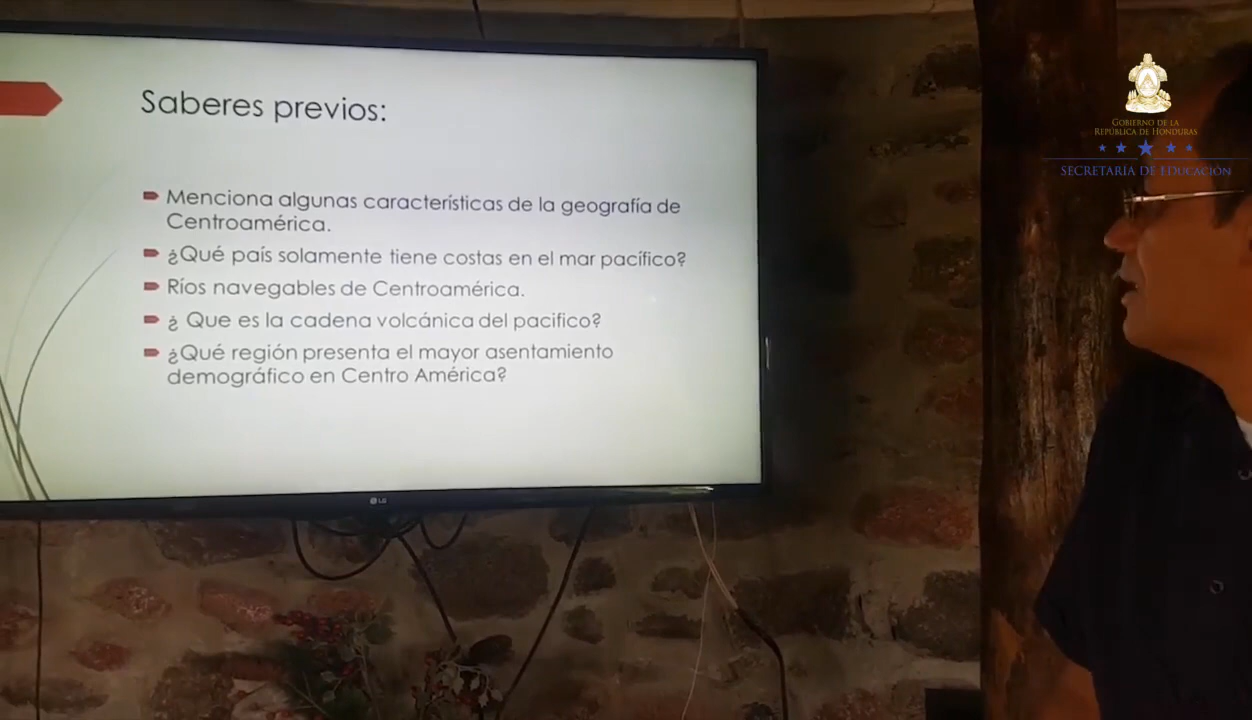 Saberes previos:
Menciona algunas características de la geografía de
Centroamérica.
¿Qué país solamente tiene costas en el mar pacífico?
Ríos navegables de Centroamérica.
¿ Que es la cadena volcánica del pacifico?
¿Qué región presenta el mayor asentamiento
demográfico en Centro América?
LG
GOBIERNO DE LA
REPÚBLICA DE HONDURAS
SECRETARÍA DE EDUCACIÓN